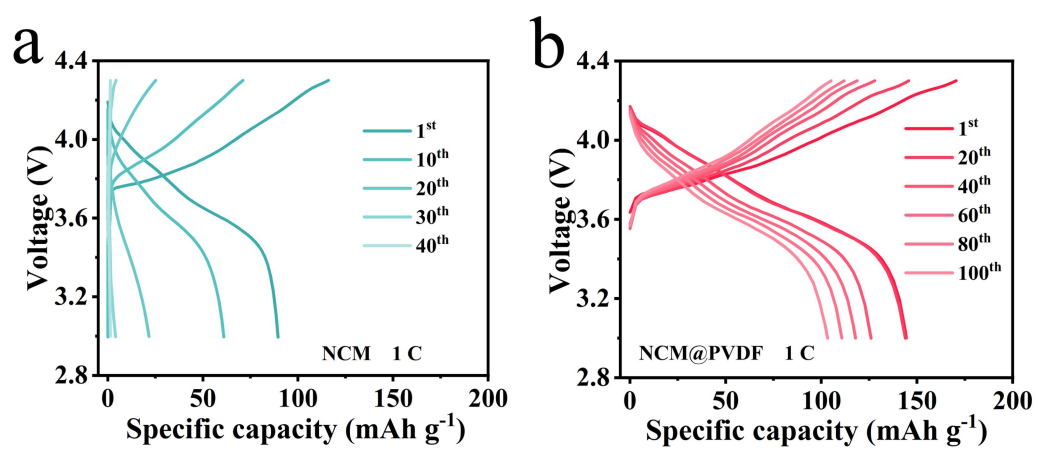 a
4.4
4.0
3.6
3.2
2.8
Voltage (V)
1st
10th
20th
30th
40th
NCM 1 C
0 50 100 150 200
Specific capacity (mAh g-1)
b
4.4
4.0
3.6
3.2
2.8
Voltage (V)
1st
20th
40th
60th
80th
100th
NCM@PVDF 1 C
0 50 100 150 200
Specific capacity (mAh g-1)